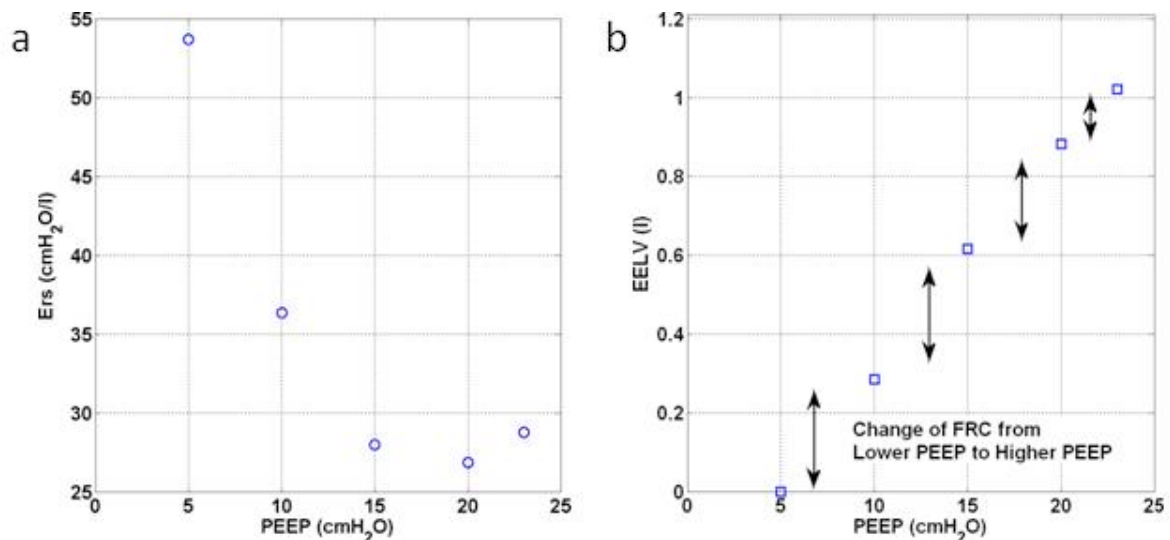 a
55
50
45
40
35
30
25
Ers (cmH₂O/l)
0 5 10 15 20 25
PEEP (cmH₂O)
b
1.2
1
0.8
0.6
0.4
0.2
0
EELV (l)
Change of FRC from
Lower PEEP to Higher PEEP
0 5 10 15 20 25
PEEP (cmH₂O)